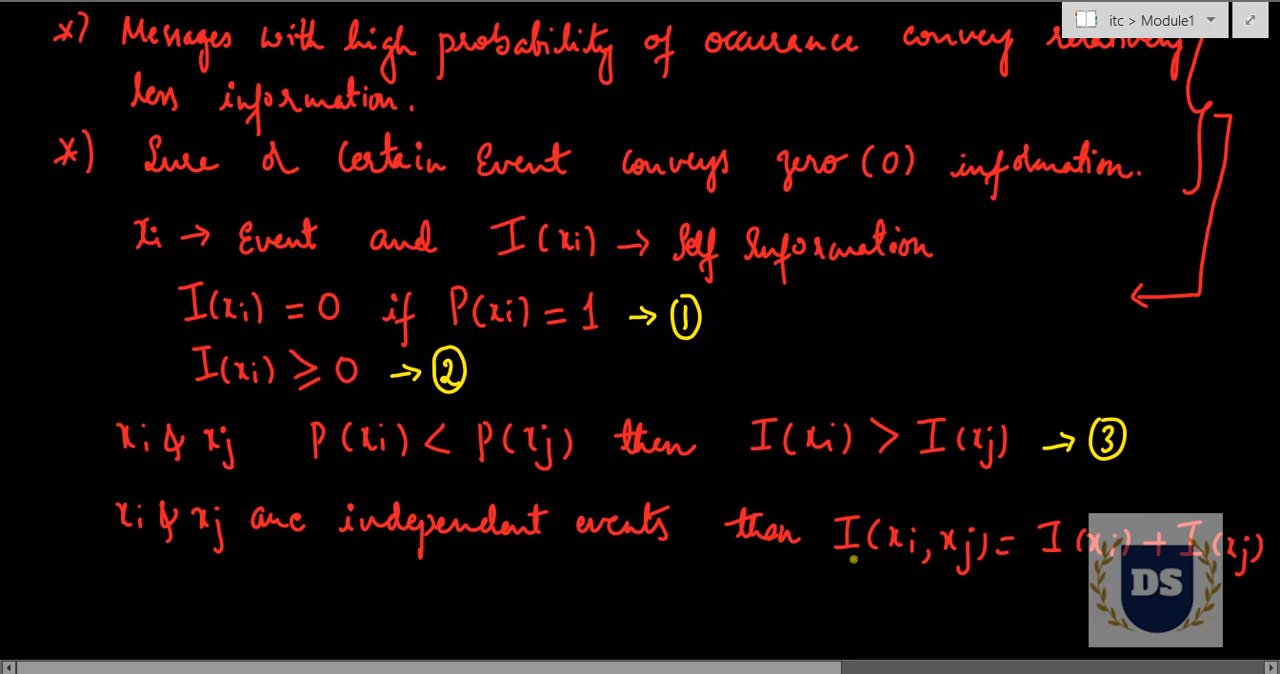 itc > Module1
*) Messages with high probability of occurance convey relatively
less information.
*) Sure or Certain Event conveys zero (0) information.
xi → Event and I(xi) → Self Information
I(xi) = 0 if P(xi) = 1 → ①
I(xi) ≥ 0 → ②
xi & xj P(xi) < P(xj) then I(xi) > I(xj) → ③
xi & xj are independent events then I(xi, xj) = I(xi) + I(xj)
DS